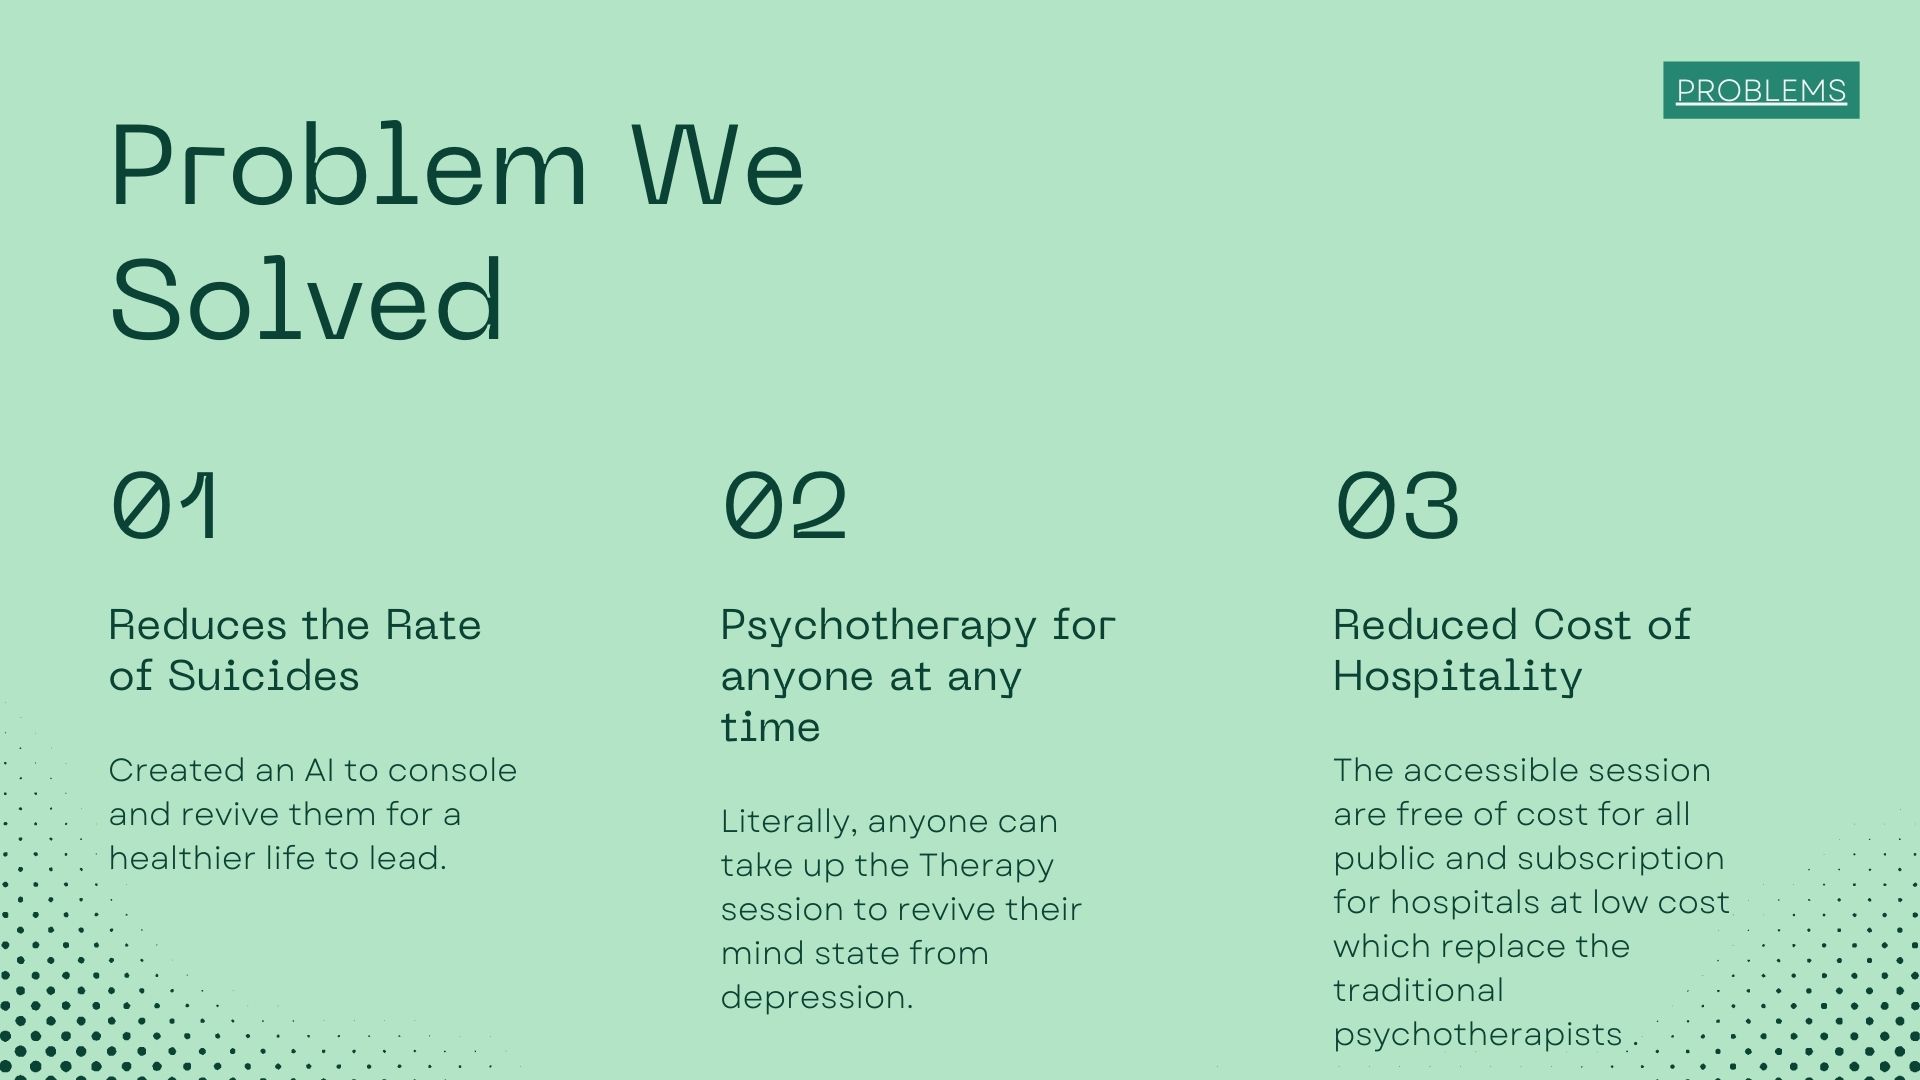 PROBLEMS
Problem We
Solved
01
Reduces the Rate
of Suicides
Created an AI to console
and revive them for a
healthier life to lead.
02
Psychotherapy for
anyone at any
time
Literally, anyone can
take up the Therapy
session to revive their
mind state from
depression.
03
Reduced Cost of
Hospitality
The accessible session
are free of cost for all
public and subscription
for hospitals at low cost
which replace the
traditional
psychotherapists .